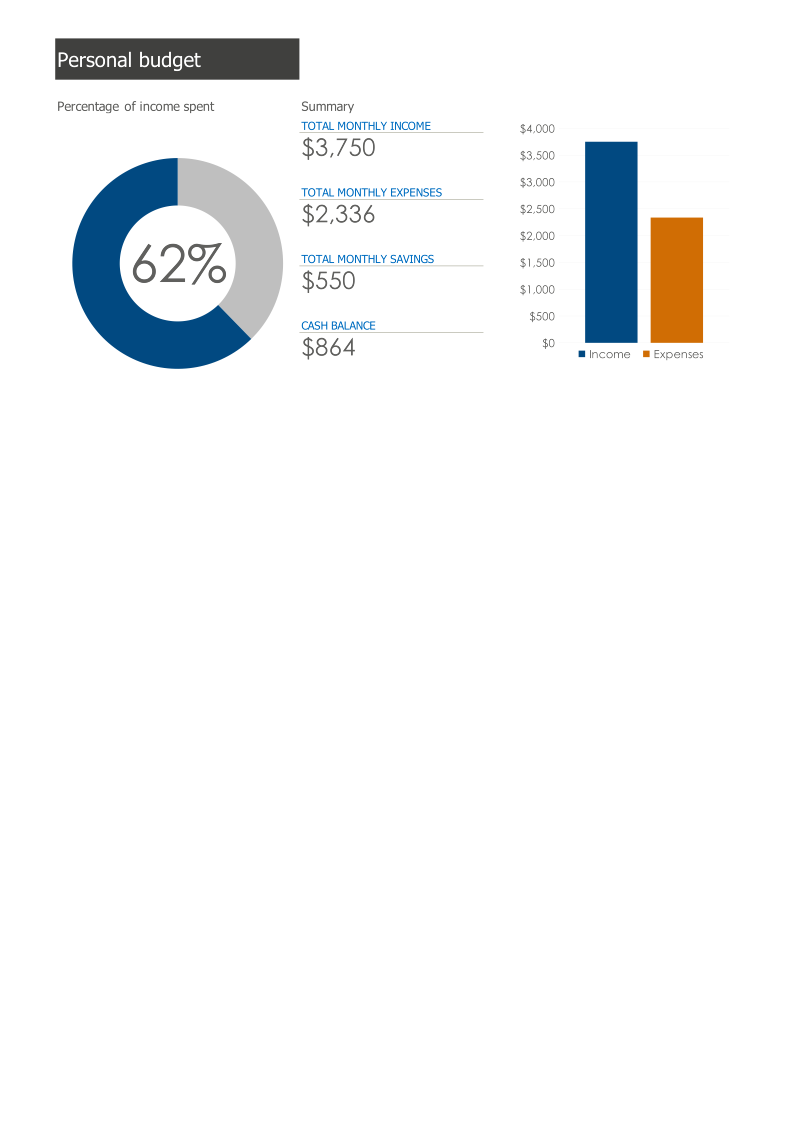 Personal budget
Percentage of income spent
62%
Summary
TOTAL MONTHLY INCOME
$3,750
TOTAL MONTHLY EXPENSES
$2,336
TOTAL MONTHLY SAVINGS
$550
CASH BALANCE
$864
$4,000
$3,500
$3,000
$2,500
$2,000
$1,500
$1,000
$500
$0
Income Expenses